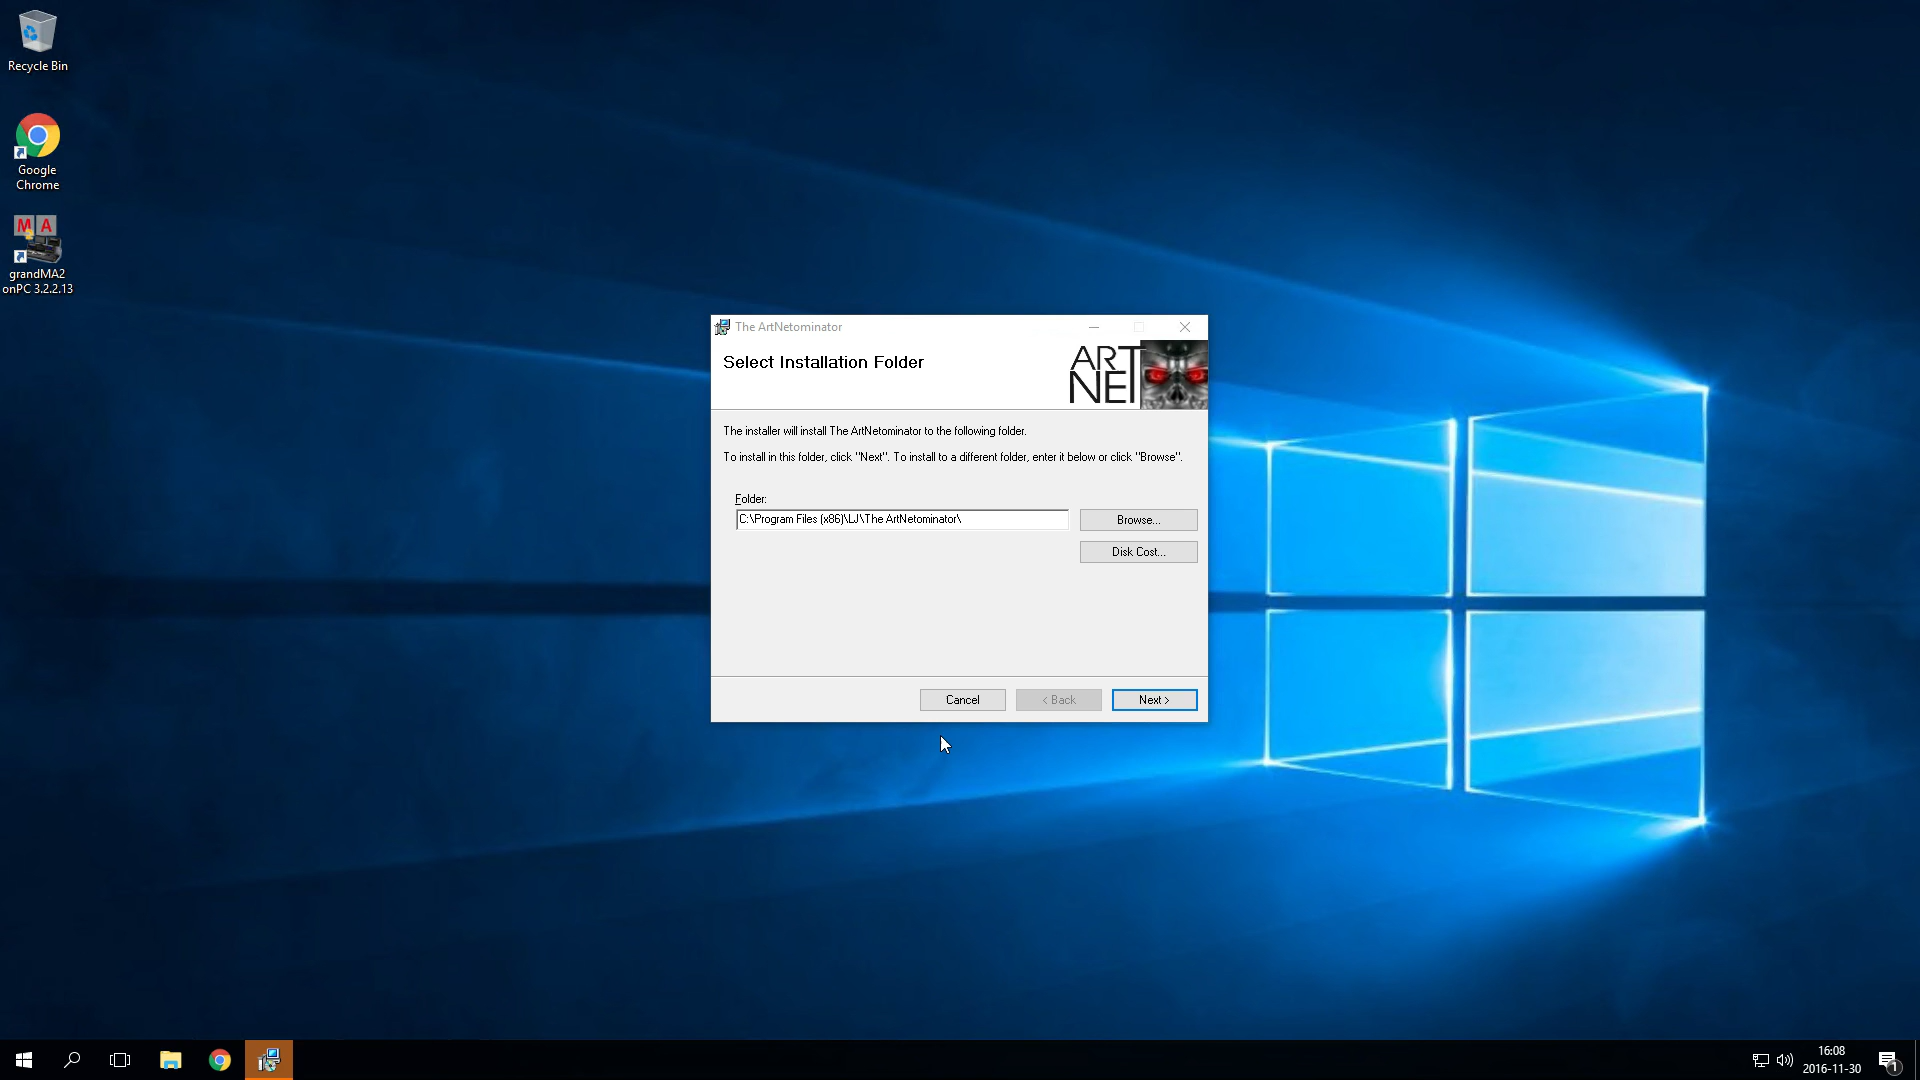 Recycle Bin
Google
Chrome
MA
grandMA2
onPC 3.2.2.13
The ArtNetominator
Select Installation Folder
ART
NET
The installer will install The ArtNetominator to the following folder.
To install in this folder, click "Next". To install to a different folder, enter it below or click "Browse".
Folder:
C:\Program Files (x86)\LJ\The ArtNetominator\
Browse...
Disk Cost...
Cancel
< Back
Next >
16:08
2016-11-30
1